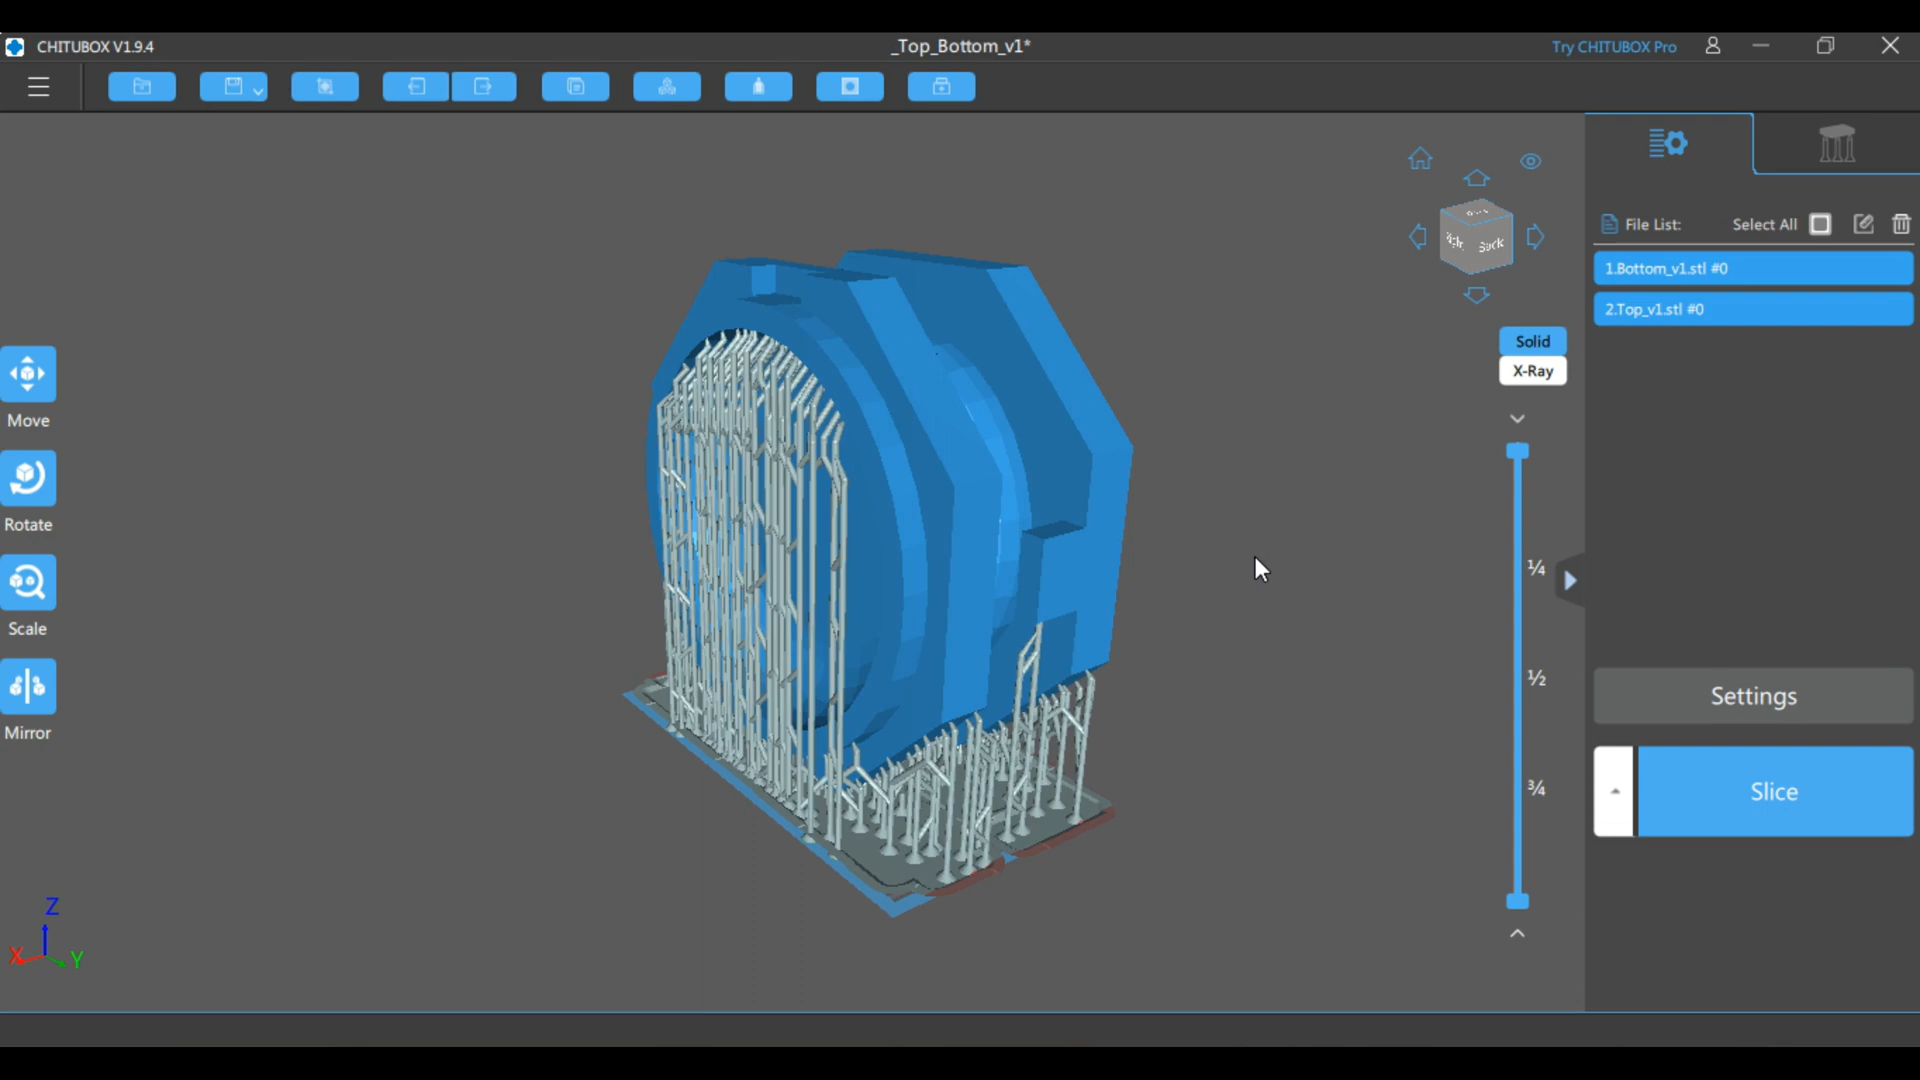 CHITUBOX V1.9.4
_Top_Bottom_v1*
Try CHITUBOX Pro
File List:
Select All
1.Bottom_v1.stl #0
2.Top_v1.stl #0
Solid
X-Ray
Move
Rotate
Scale
Mirror
¼
½
¾
Settings
Slice
Z
X
Y